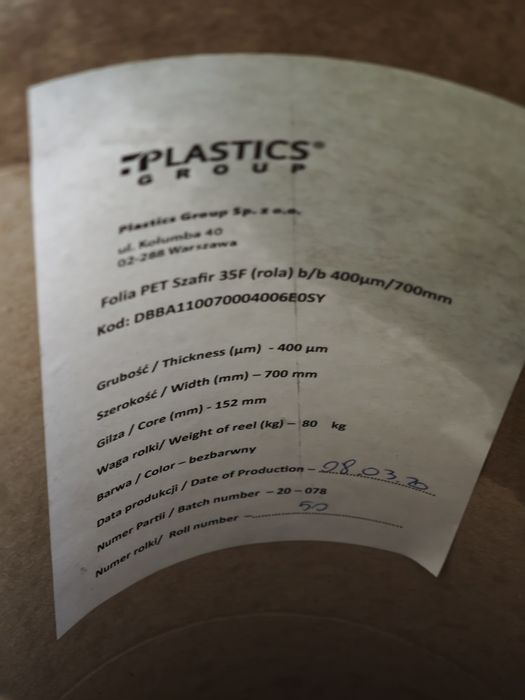 PLASTICS®
GROUP
Plastics Group Sp. z o.o.
ul. Kolumba 40
02-288 Warszawa
Folia PET Szafir 35F (rola) b/b 400µm/700mm
Kod: DBBA110070004006E0SY
Grubość / Thickness (µm) - 400 µm
Szerokość / Width (mm) – 700 mm
Gilza / Core (mm) - 152 mm
Waga rolki/ Weight of reel (kg) – 80 kg
Barwa / Color – bezbarwny
Data produkcji / Date of Production – 28.03.20
Numer Partii / Batch number – 20 – 078
Numer rolki/ Roll number – 50